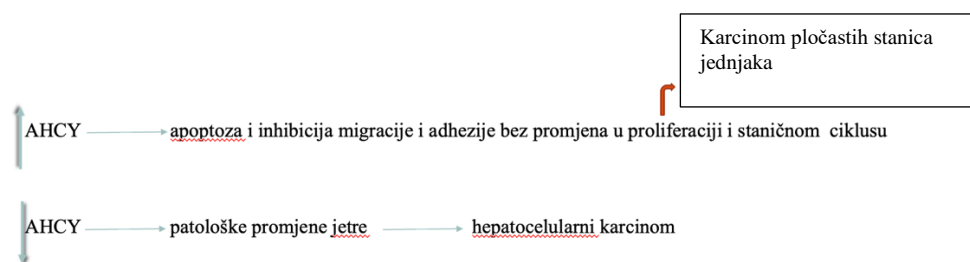 Karcinom pločastih stanica
jednjaka
AHCY apoptoza i inhibicija migracije i adhezije bez promjena u proliferaciji i staničnom ciklusu
AHCY patološke promjene jetre hepatocelularni karcinom